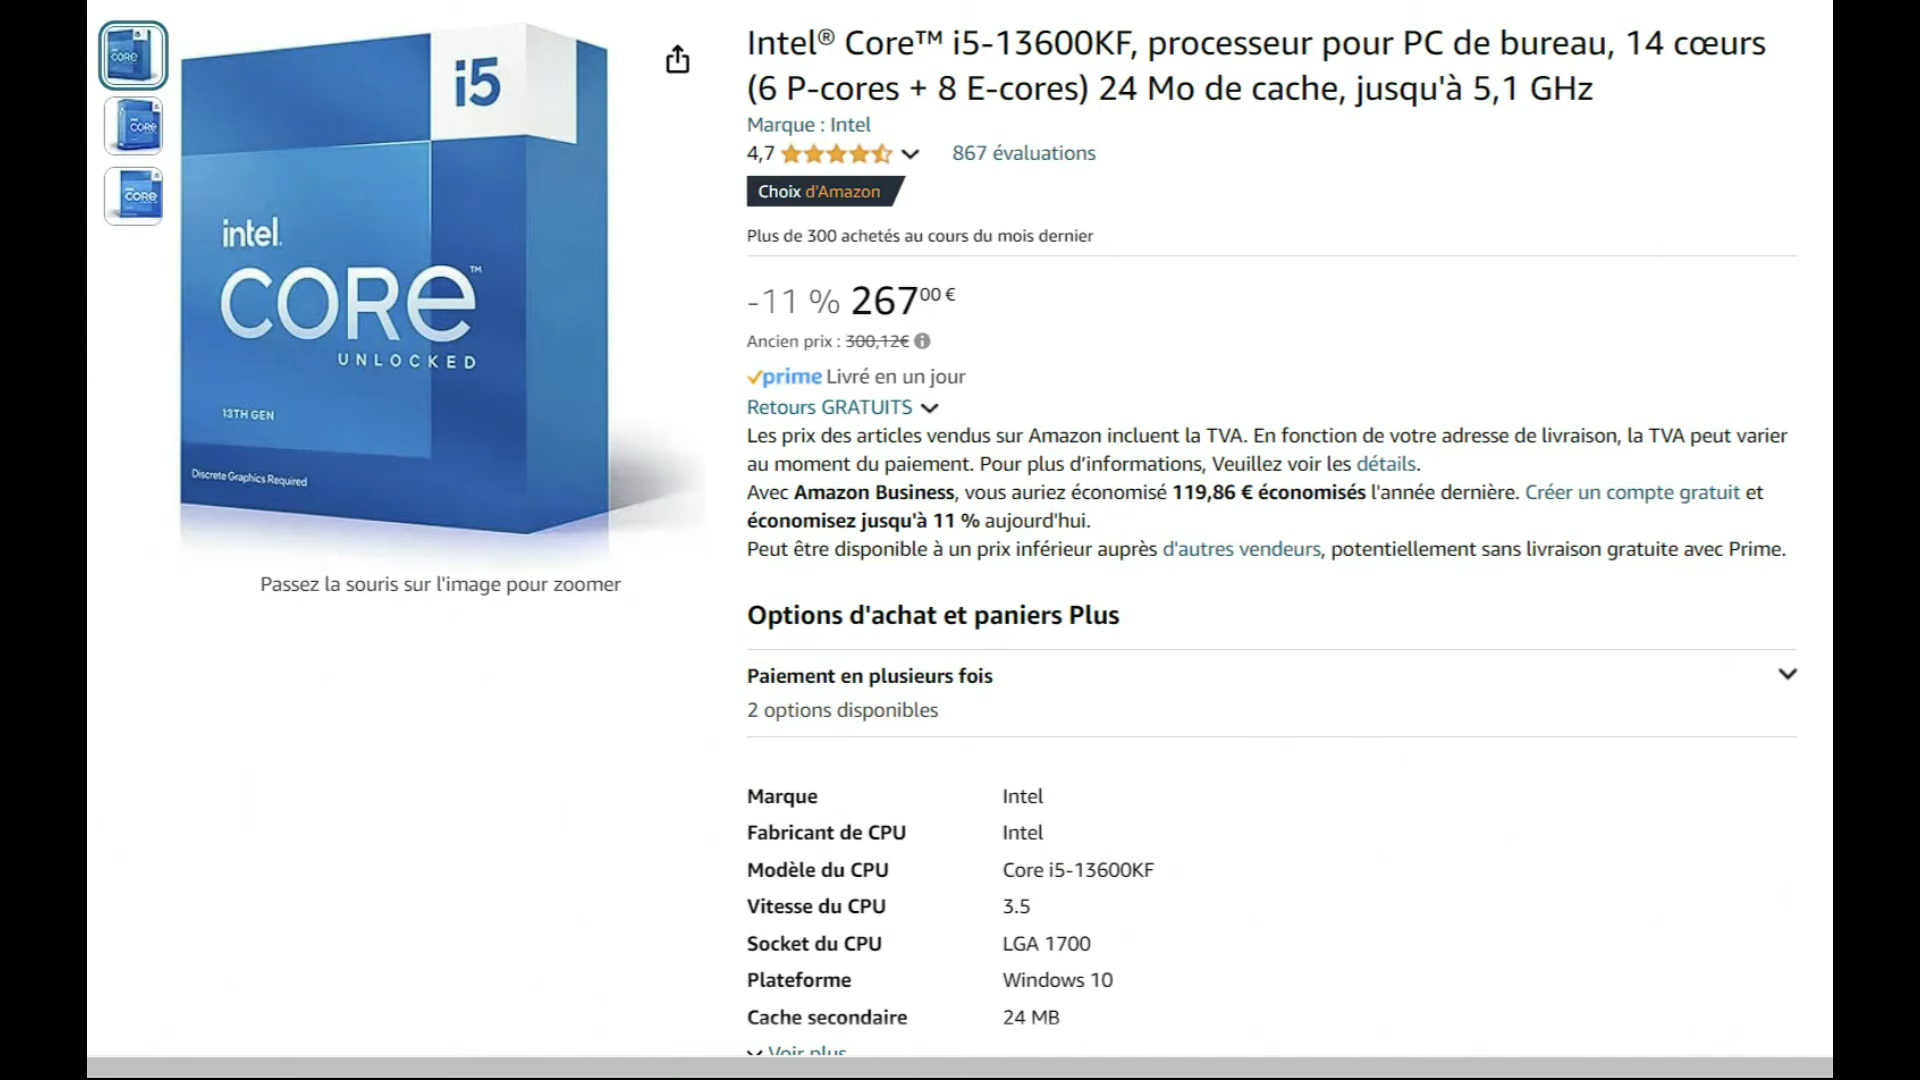 Intel® Core™ i5-13600KF, processeur pour PC de bureau, 14 cœurs
(6 P-cores + 8 E-cores) 24 Mo de cache, jusqu'à 5,1 GHz
Marque : Intel
4,7
867 évaluations
Choix d'Amazon
Plus de 300 achetés au cours du mois dernier
-11 % 267,00 €
Ancien prix : 300,12€
prime Livré en un jour
Retours GRATUITS
Les prix des articles vendus sur Amazon incluent la TVA. En fonction de votre adresse de livraison, la TVA peut varier
au moment du paiement. Pour plus d’informations, Veuillez voir les détails.
Avec Amazon Business, vous auriez économisé 119,86 € économisés l'année dernière. Créer un compte gratuit et
économisez jusqu'à 11 % aujourd'hui.
Peut être disponible à un prix inférieur auprès d'autres vendeurs, potentiellement sans livraison gratuite avec Prime.
Options d'achat et paniers Plus
Paiement en plusieurs fois
2 options disponibles
Marque Intel
Fabricant de CPU Intel
Modèle du CPU Core i5-13600KF
Vitesse du CPU 3.5
Socket du CPU LGA 1700
Plateforme Windows 10
Cache secondaire 24 MB
Voir plus
i5
intel.
CORE™
UNLOCKED
13TH GEN
Discrete Graphics Required
Passez la souris sur l'image pour zoomer
CORE
CORE
CORE